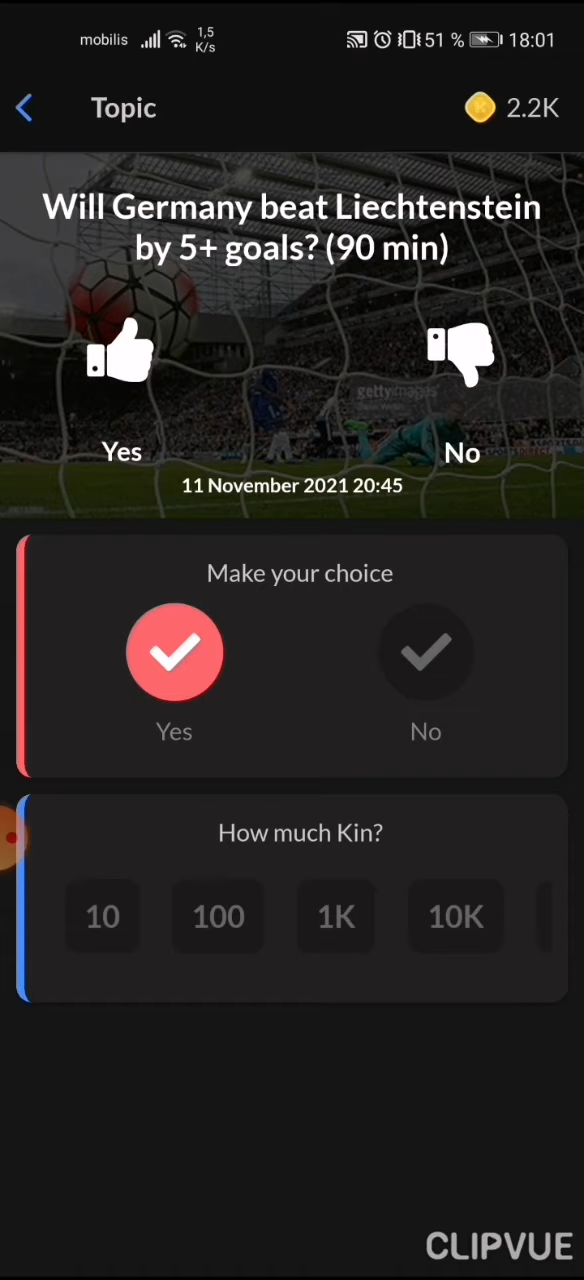 mobilis 1,5 K/s 51 % 18:01
Topic 2.2K
Will Germany beat Liechtenstein
by 5+ goals? (90 min)
gettyimages
Yes No
11 November 2021 20:45
Make your choice
Yes No
How much Kin?
10 100 1K 10K
CLIPVUE